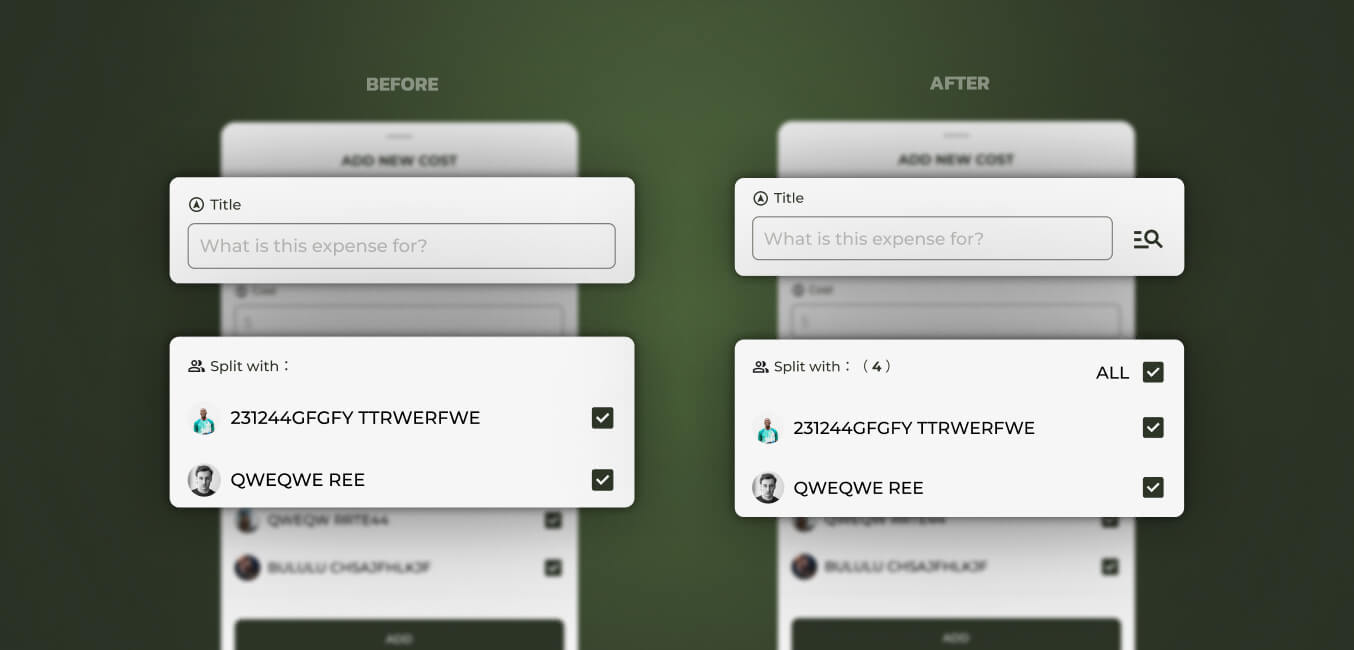 BEFORE
ADD NEW COST
Title
What is this expense for?
Cost
$
Split with：
231244GFGFY TTRWERFWE
QWEQWE REE
QWEQW RRTE44
BULULU CHSAJFHLKJF
ADD
AFTER
ADD NEW COST
Title
What is this expense for?
Cost
$
Split with：（4）
ALL
231244GFGFY TTRWERFWE
QWEQWE REE
QWEQW RRTE44
BULULU CHSAJFHLKJF
ADD